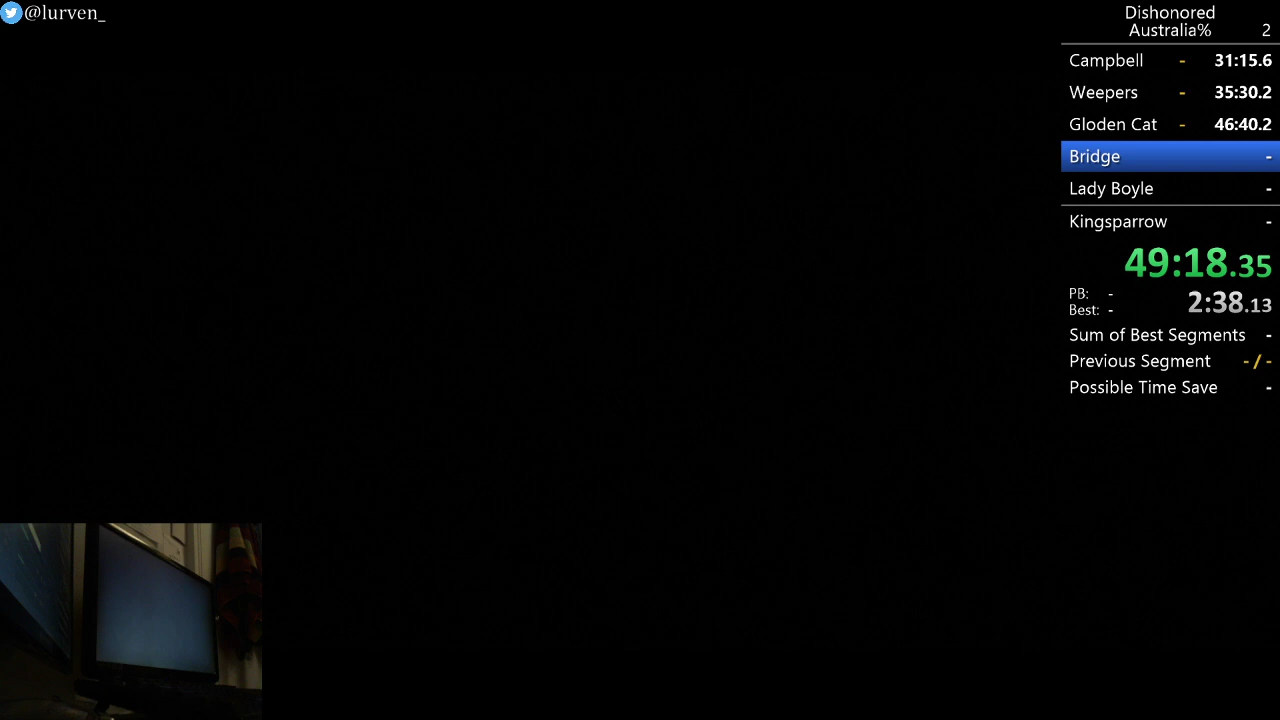 @lurven_
Dishonored
Australia% 2
Campbell - 31:15.6
Weepers - 35:30.2
Gloden Cat - 46:40.2
Bridge -
Lady Boyle -
Kingsparrow -
49:18.35
PB: - 2:38.13
Best: -
Sum of Best Segments -
Previous Segment - / -
Possible Time Save -